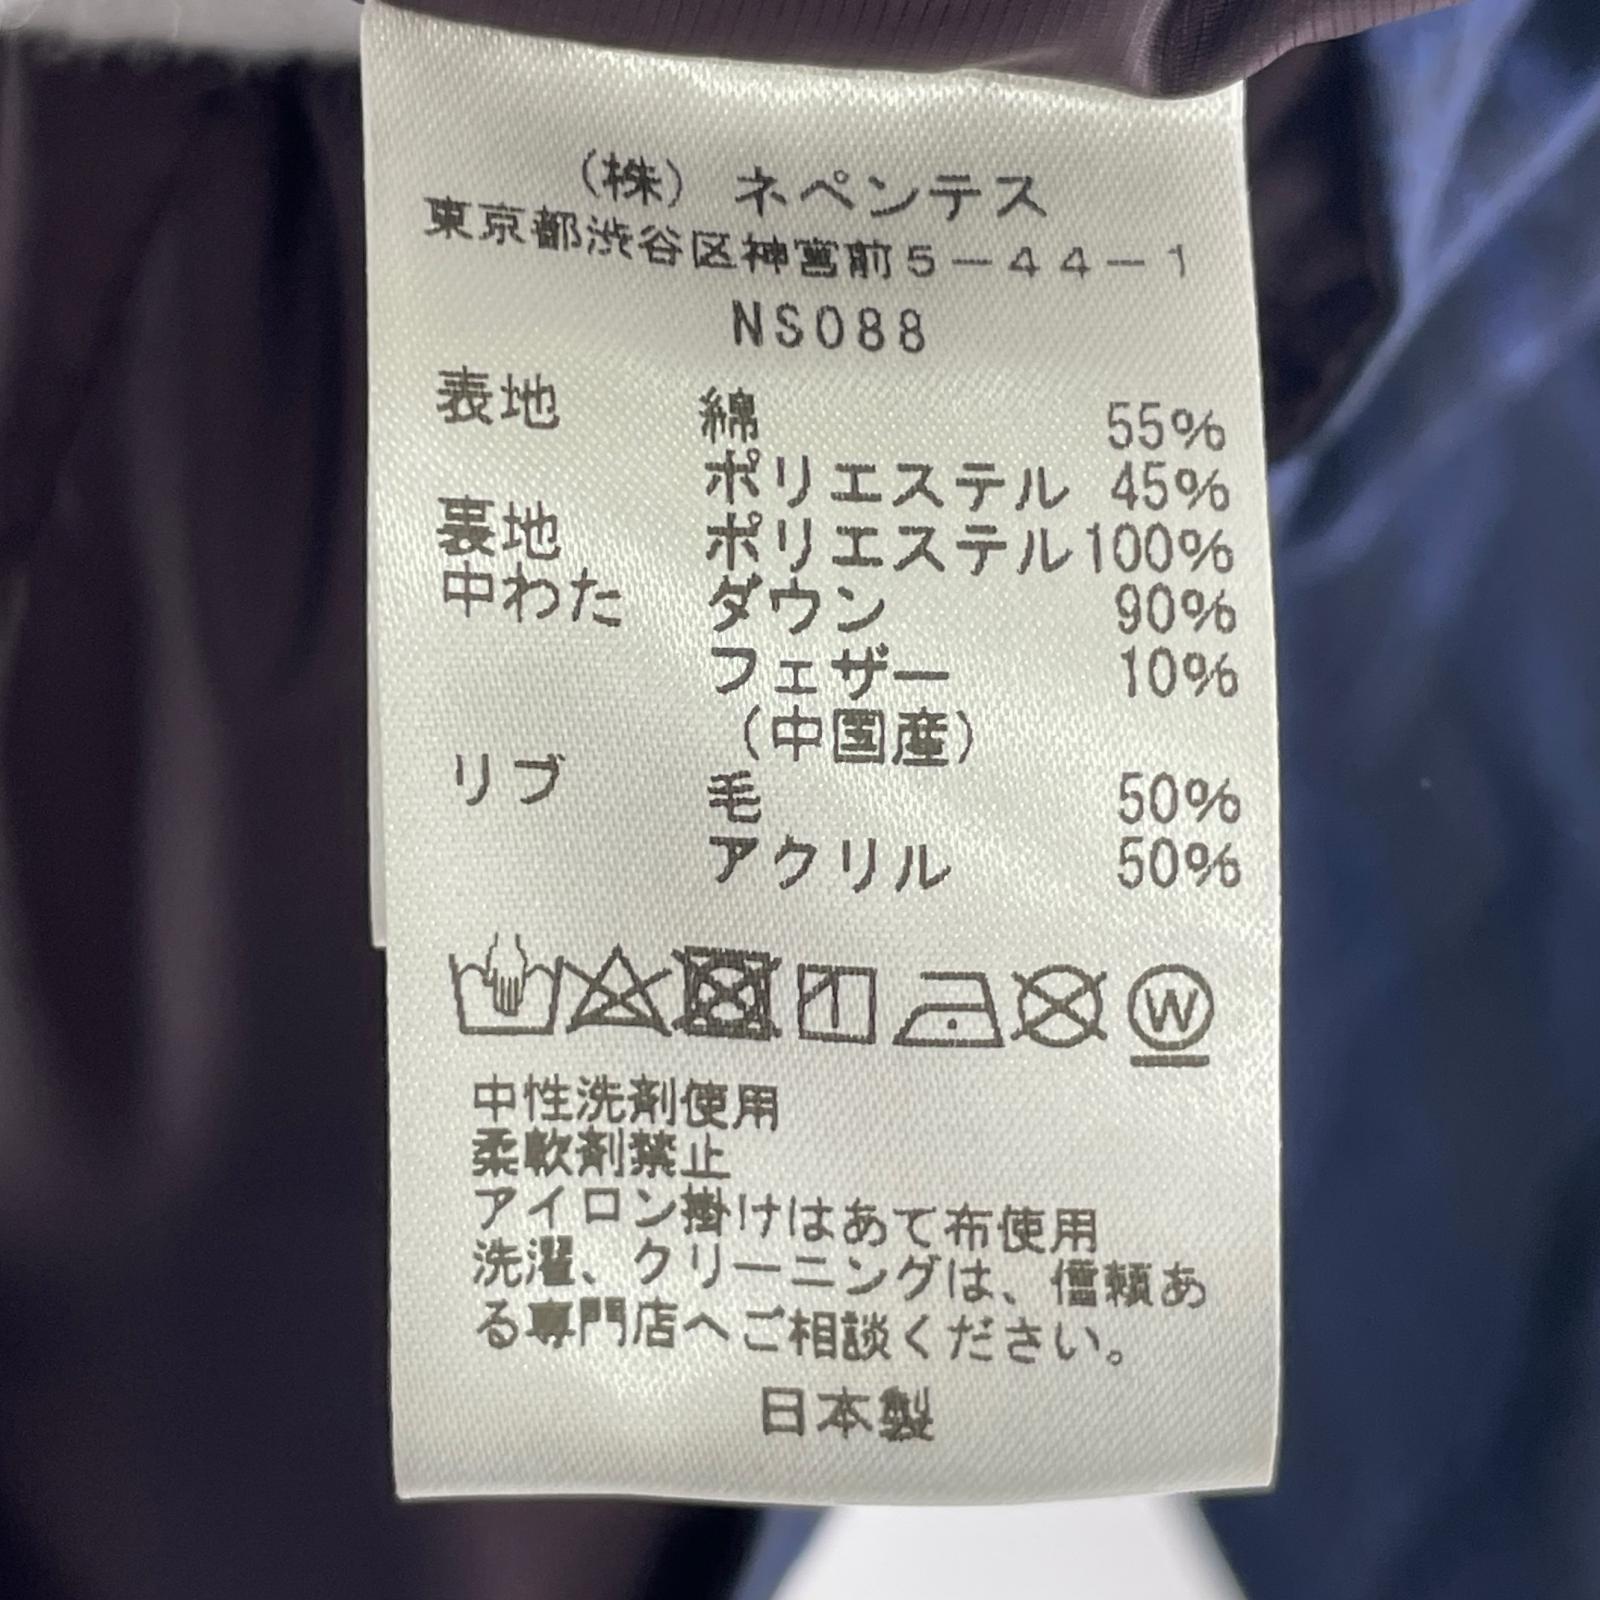 (株) ネペンテス
東京都渋谷区神宮前5-44-1
NS088
表地 綿 55%
ポリエステル 45%
裏地 ポリエステル 100%
中わた ダウン 90%
フェザー 10%
(中国産)
リブ 毛 50%
アクリル 50%
W
中性洗剤使用
柔軟剤禁止
アイロン掛けはあて布使用
洗濯、クリーニングは、信頼あ
る専門店へご相談ください。
日本製